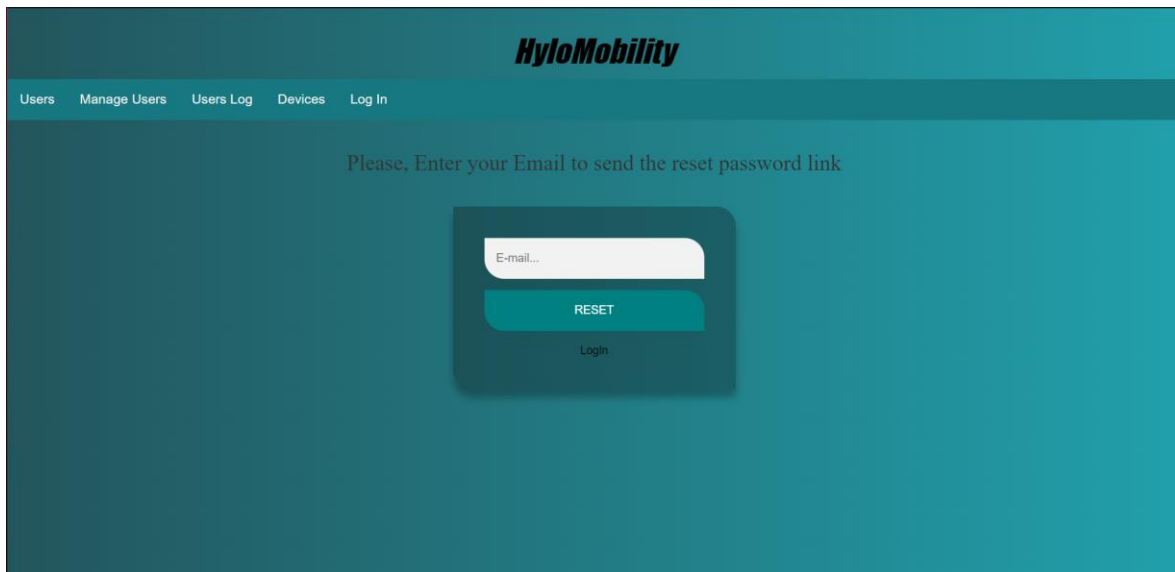 HyloMobility
Users Manage Users Users Log Devices Log In
Please, Enter your Email to send the reset password link
E-mail...
RESET
LogIn